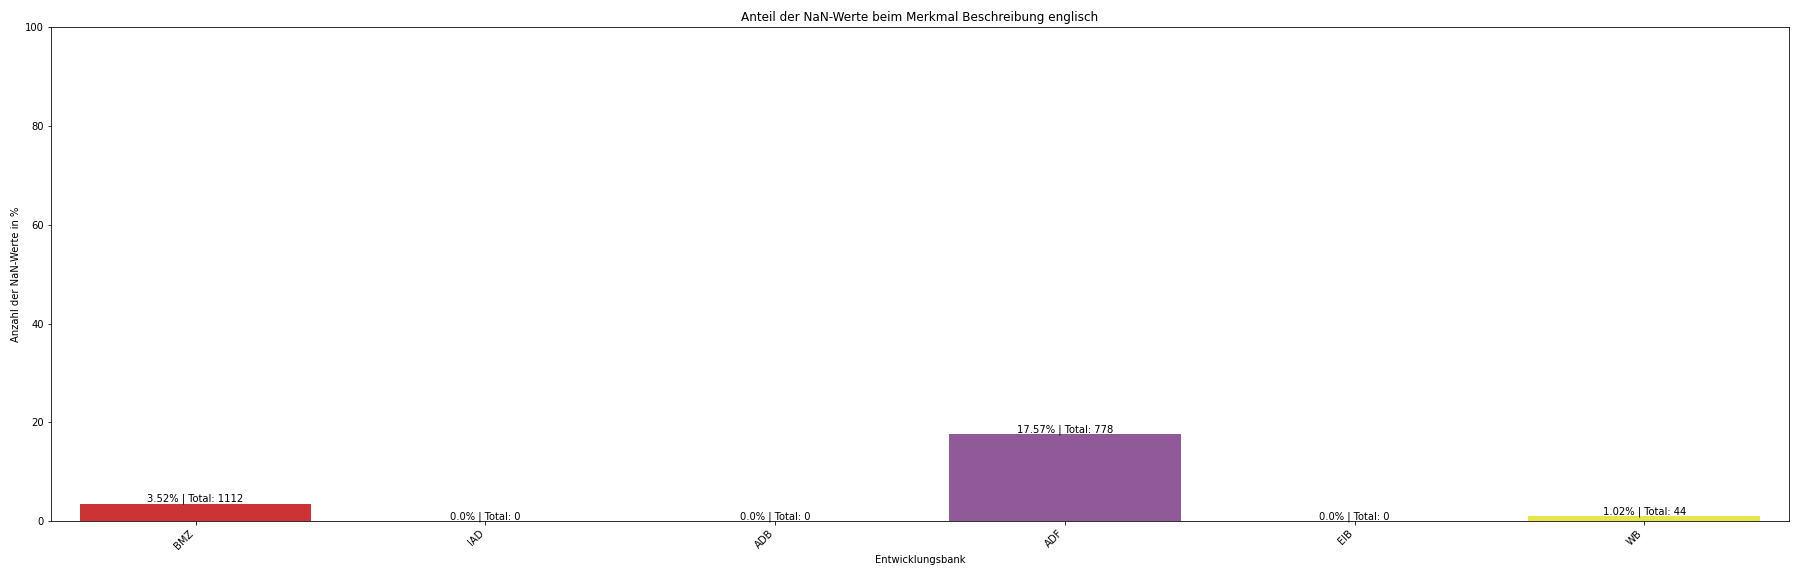 Anteil der NaN-Werte beim Merkmal Beschreibung englisch
100
80
60
40
20
0
Anzahl der NaN-Werte in %
3.52% | Total: 1112
0.0% | Total: 0
0.0% | Total: 0
17.57% | Total: 778
0.0% | Total: 0
1.02% | Total: 44
BMZ
IAD
ADB
ADF
EIB
WB
Entwicklungsbank